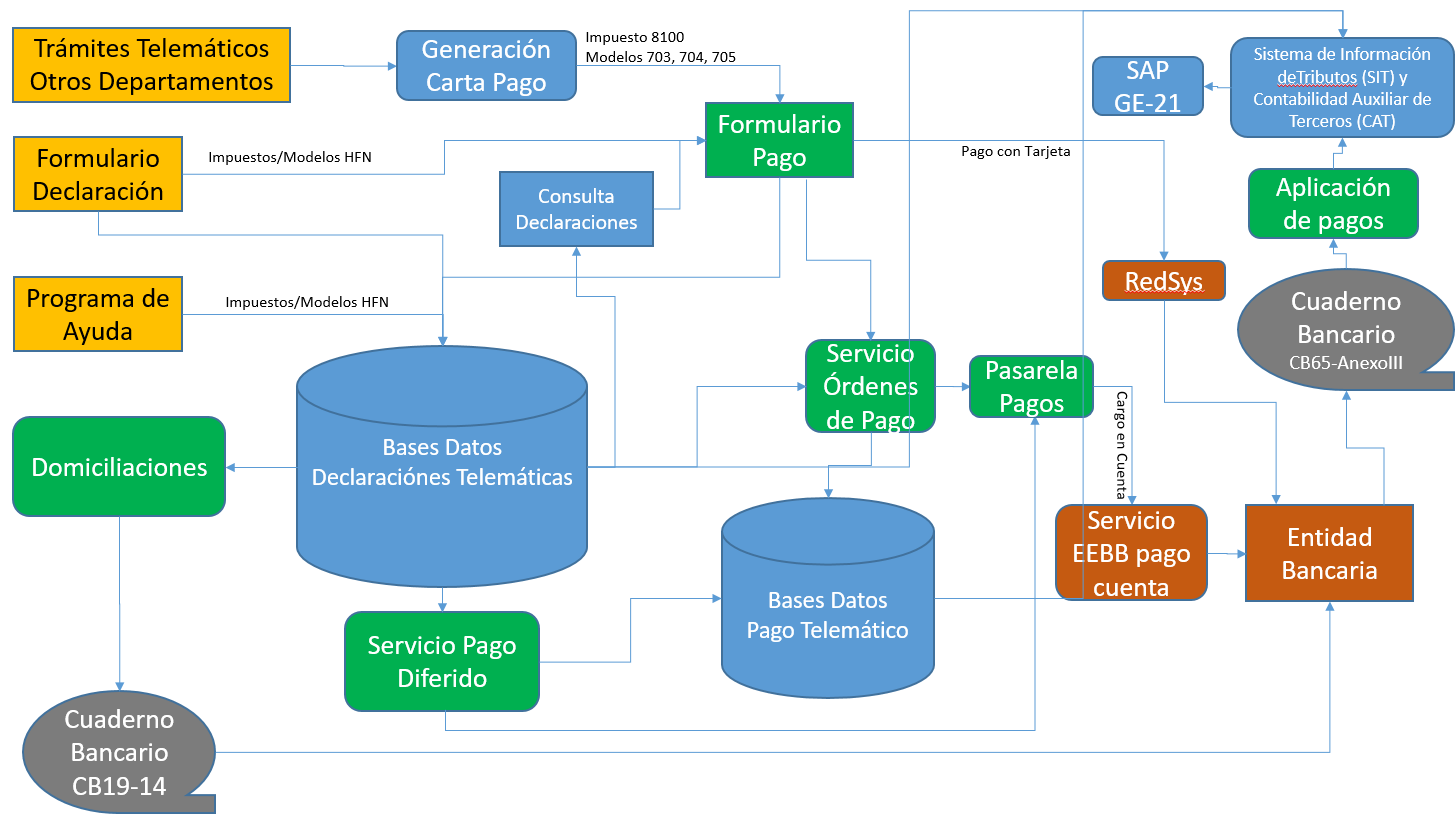 Trámites Telemáticos
Otros Departamentos
Generación
Carta Pago
Impuesto 8100
Modelos 703, 704, 705
SAP
GE-21
Sistema de Información
deTributos (SIT) y
Contabilidad Auxiliar de
Terceros (CAT)
Formulario
Declaración
Impuestos/Modelos HFN
Formulario
Pago
Pago con Tarjeta
Consulta
Declaraciones
Aplicación
de pagos
Programa de
Ayuda
Impuestos/Modelos HFN
RedSys
Cuaderno
Bancario
CB65-AnexoIII
Servicio
Órdenes
de Pago
Pasarela
Pagos
Cargo en Cuenta
Domiciliaciones
Bases Datos
Declaraciónes Telemáticas
Servicio
EEBB pago
cuenta
Entidad
Bancaria
Bases Datos
Pago Telemático
Servicio Pago
Diferido
Cuaderno
Bancario
CB19-14